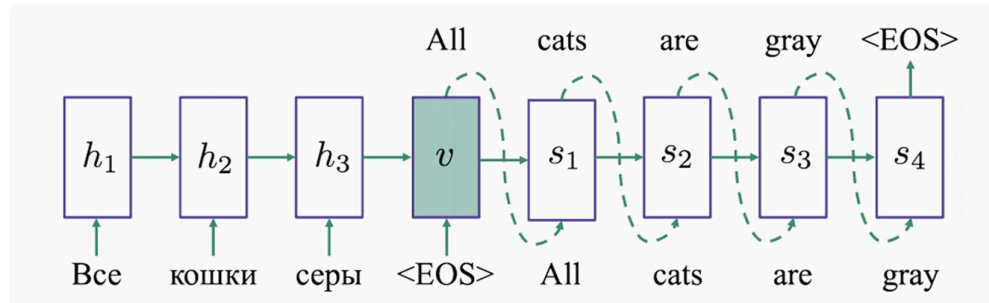 All cats are gray <EOS>
h₁ h₂ h₃ v s₁ s₂ s₃ s₄
Все кошки серы <EOS> All cats are gray